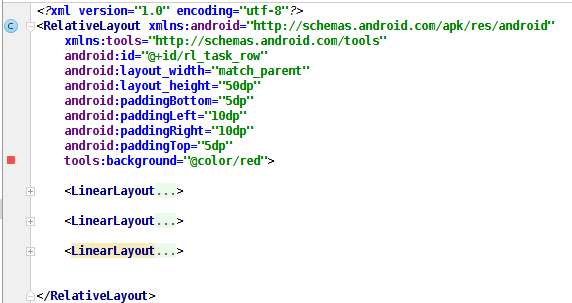 <?xml version="1.0" encoding="utf-8"?>
<RelativeLayout xmlns:android="http://schemas.android.com/apk/res/android"
    xmlns:tools="http://schemas.android.com/tools"
    android:id="@+id/rl_task_row"
    android:layout_width="match_parent"
    android:layout_height="50dp"
    android:paddingBottom="5dp"
    android:paddingLeft="10dp"
    android:paddingRight="10dp"
    android:paddingTop="5dp"
    tools:background="@color/red">
    <LinearLayout...>
    <LinearLayout...>
    <LinearLayout...>
</RelativeLayout>